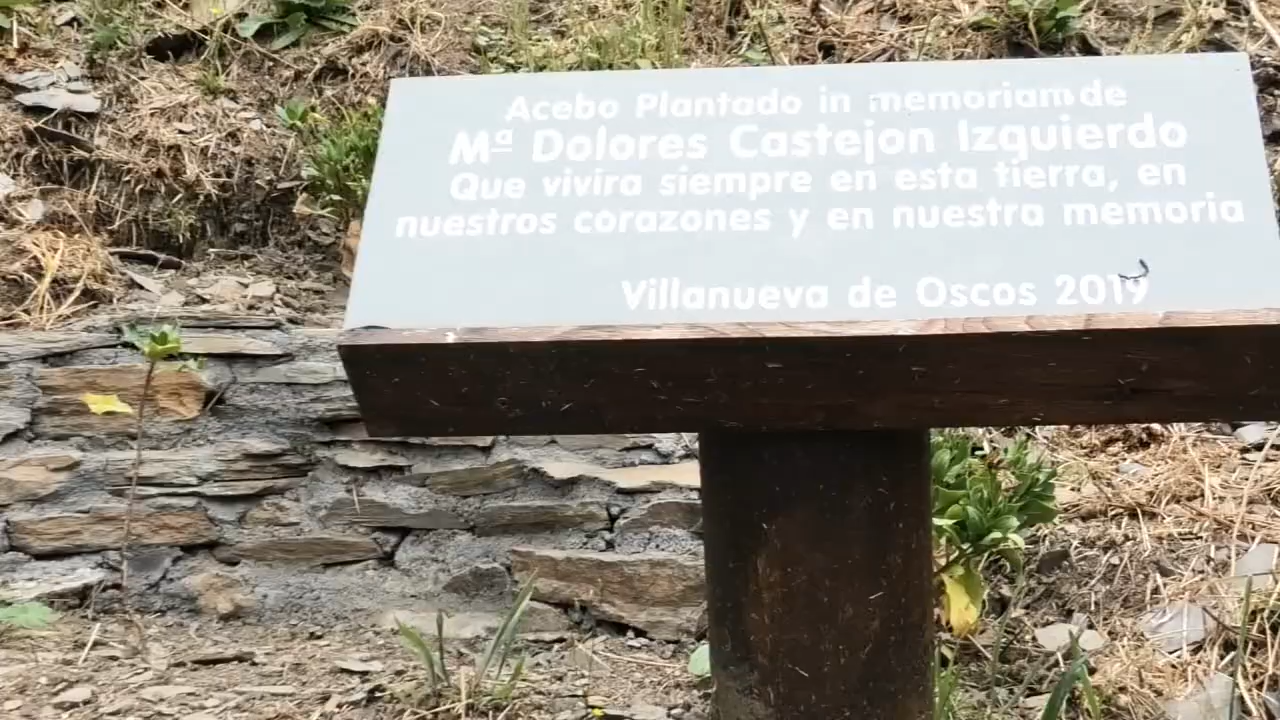 Acebo Plantado in memoriam de
Mª Dolores Castejon Izquierdo
Que vivira siempre en esta tierra, en
nuestros corazones y en nuestra memoria
Villanueva de Oscos 2019